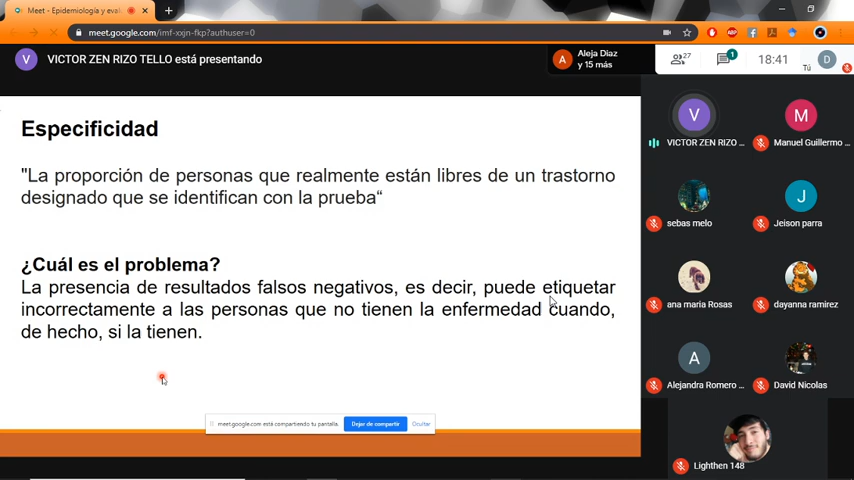 Meet - Epidemiología y eval
meet.google.com/imf-xxjn-fkp?authuser=0
ABP
V
VICTOR ZEN RIZO TELLO está presentando
A
Aleja Diaz
y 15 más
27
1
18:41
Tú
D
Especificidad
"La proporción de personas que realmente están libres de un trastorno
designado que se identifican con la prueba“
¿Cuál es el problema?
La presencia de resultados falsos negativos, es decir, puede etiquetar
incorrectamente a las personas que no tienen la enfermedad cuando,
de hecho, si la tienen.
meet.google.com está compartiendo tu pantalla.
Dejar de compartir
Ocultar
V
VICTOR ZEN RIZO ...
M
Manuel Guillermo ...
sebas melo
J
Jeison parra
ana maria Rosas
dayanna ramirez
A
Alejandra Romero ...
David Nicolas
Lighthen 148